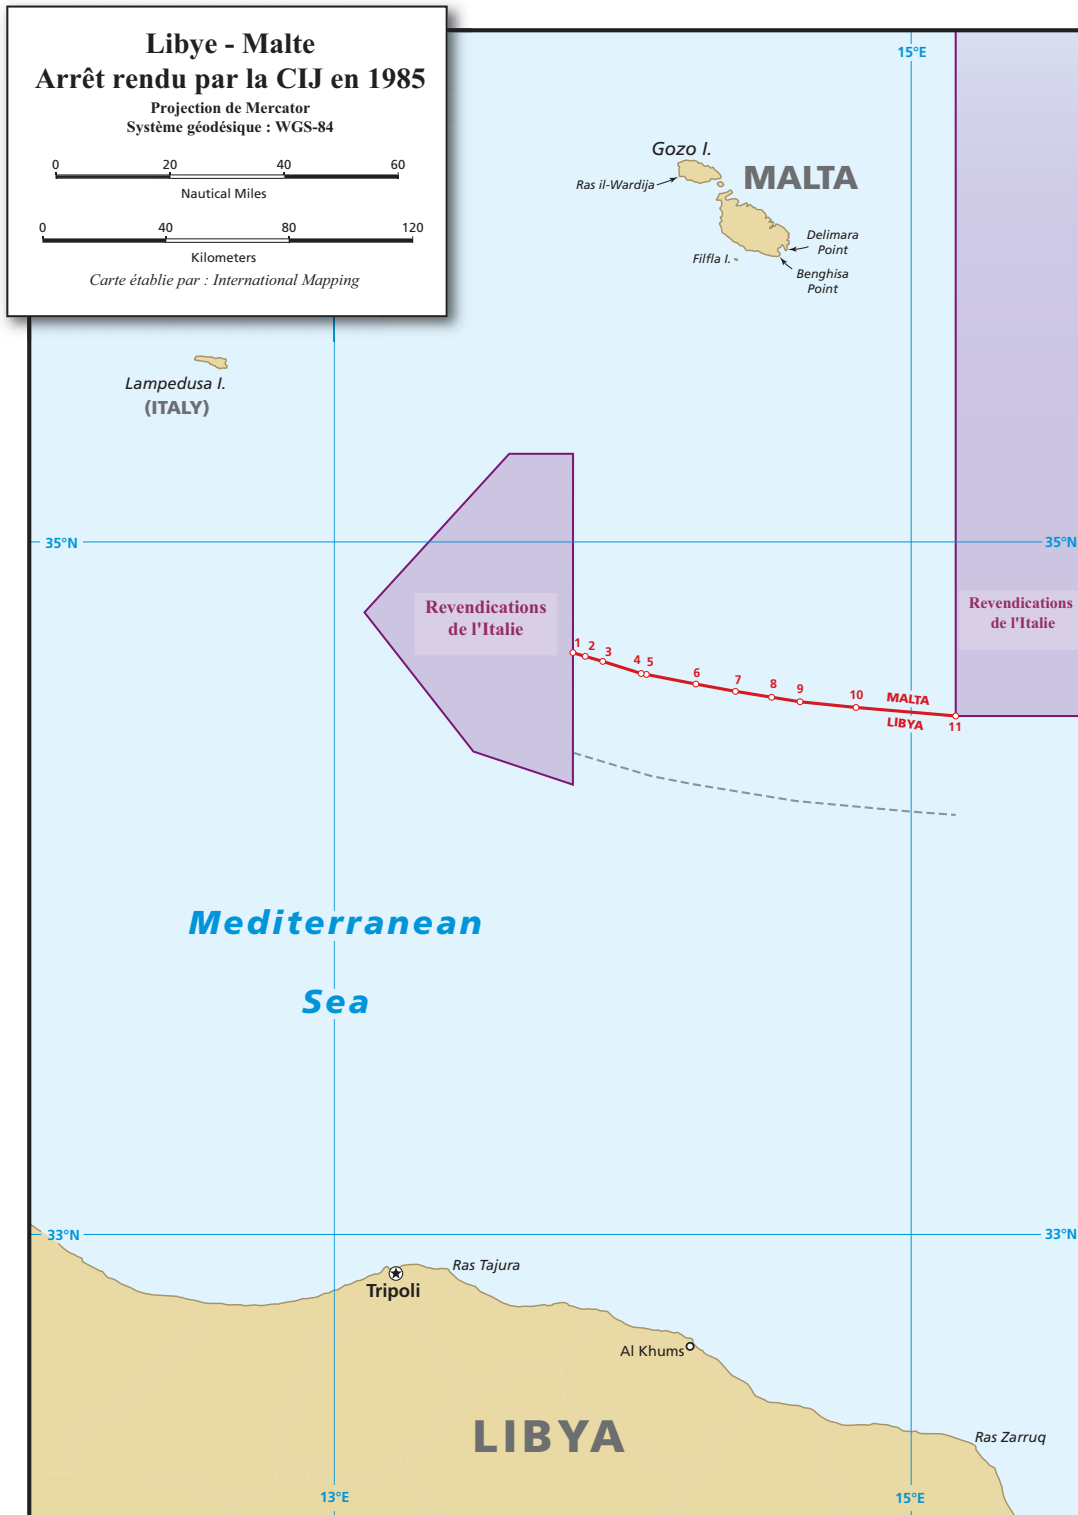 Libye - Malte
Arrêt rendu par la CIJ en 1985
Projection de Mercator
Système géodésique : WGS-84
0 20 40 60
Nautical Miles
0 40 80 120
Kilometers
Carte établie par : International Mapping
15°E
Gozo I.
Ras il-Wardija
MALTA
Delimara
Point
Filfla I.
Benghisa
Point
Lampedusa I.
(ITALY)
35°N
35°N
Revendications
de l'Italie
Revendications
de l'Italie
1 2 3 4 5 6 7 8 9 10 11
MALTA
LIBYA
Mediterranean
Sea
33°N
33°N
Ras Tajura
Tripoli
Al Khums
LIBYA
Ras Zarruq
13°E
15°E